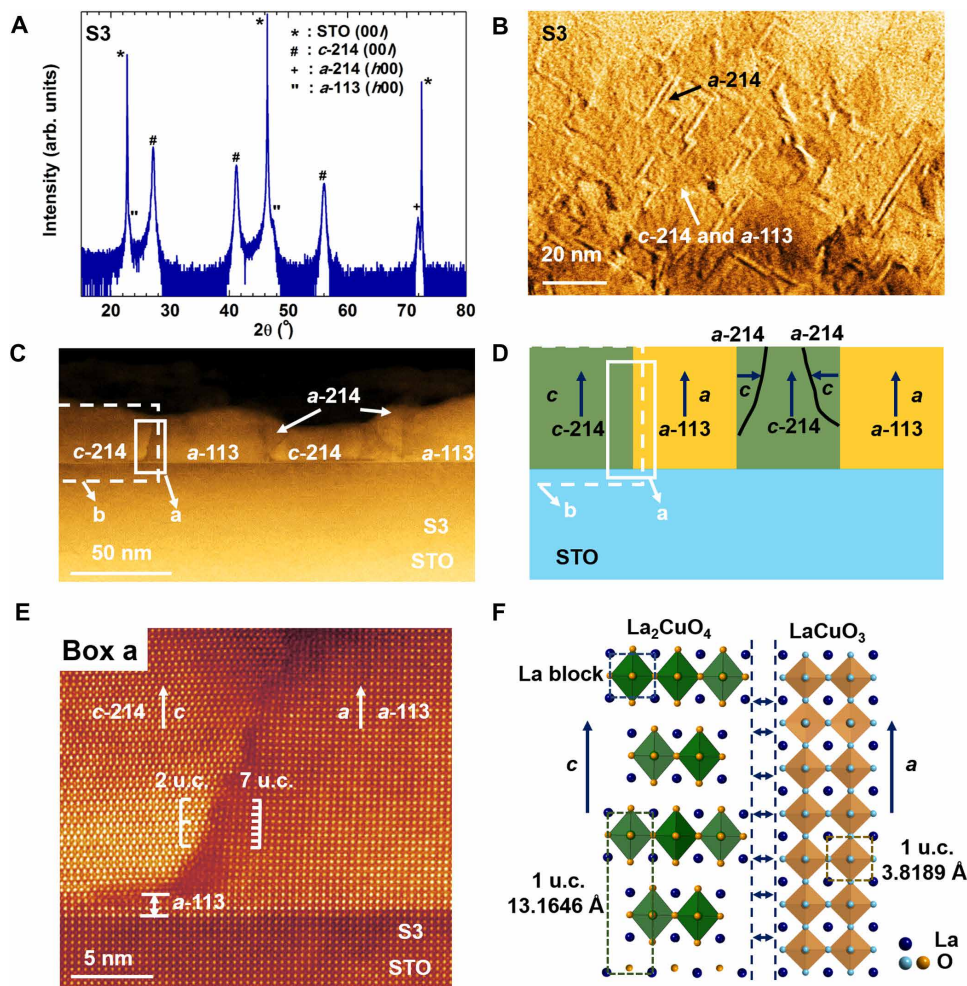 A
S3
* : STO (00l)
# : c-214 (00l)
+ : a-214 (h00)
" : a-113 (h00)
*
#
"
#
*
"
#
+
*
Intensity (arb. units)
20 30 40 50 60 70 80
2θ (°)
B
S3
a-214
c-214 and a-113
20 nm
C
a-214
c-214
a-113
c-214
a-113
b
a
S3
50 nm
STO
D
a-214
a-214
c
c-214
a
a-113
c
c-214
c
a
a-113
b
a
STO
E
Box a
c-214
c
a
a-113
2 u.c.
7 u.c.
a-113
S3
5 nm
STO
F
La₂CuO₄
LaCuO₃
La block
c
a
1 u.c.
13.1646 Å
1 u.c.
3.8189 Å
La
O